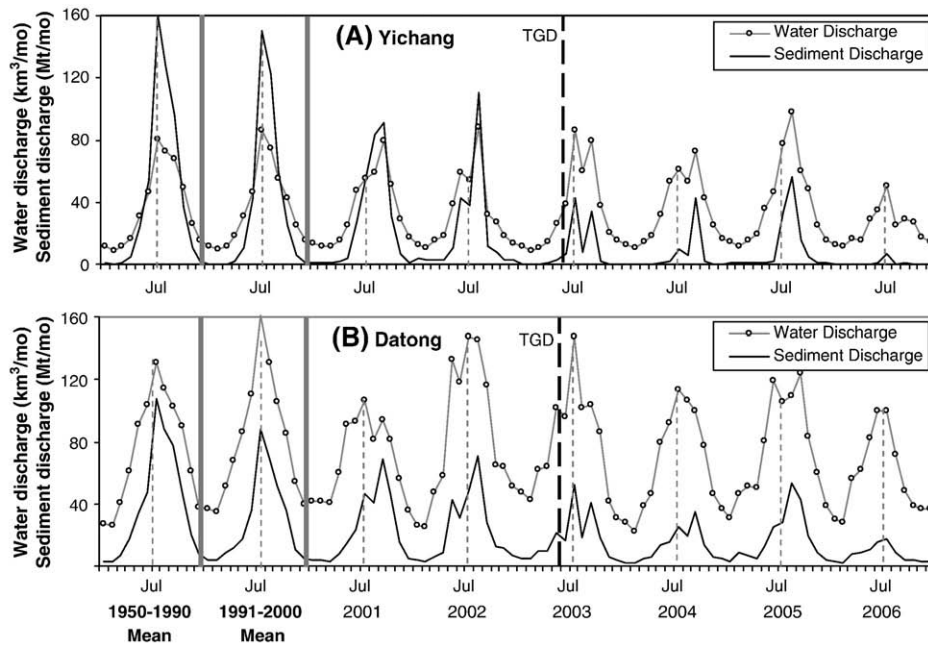 Water discharge (km³/mo)
Sediment discharge (Mt/mo)
160
120
80
40
0
(A) Yichang
TGD
Water Discharge
Sediment Discharge
Jul Jul Jul Jul Jul Jul Jul Jul
Water discharge (km³/mo)
Sediment discharge (Mt/mo)
160
120
80
40
(B) Datong
TGD
Water Discharge
Sediment Discharge
Jul Jul Jul Jul Jul Jul Jul Jul
1950-1990 1991-2000 2001 2002 2003 2004 2005 2006
Mean Mean